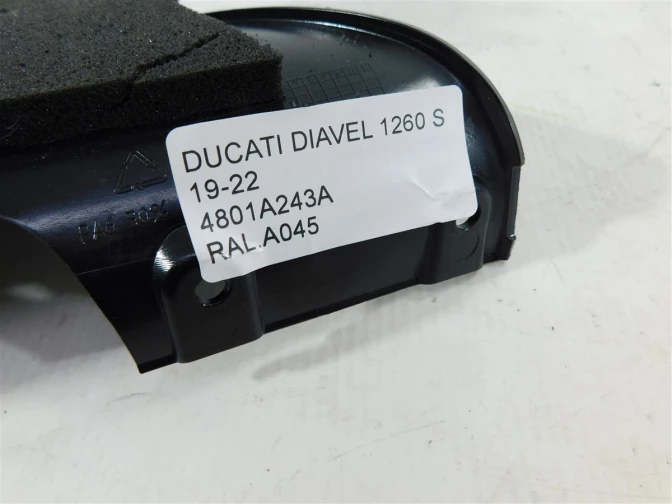 DUCATI DIAVEL 1260 S
19-22
4801A243A
RAL.A045